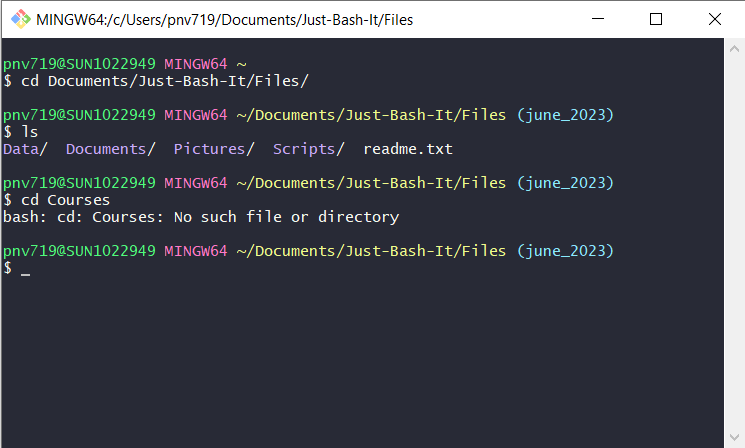 MINGW64:/c/Users/pnv719/Documents/Just-Bash-It/Files
pnv719@SUN1022949 MINGW64 ~
$ cd Documents/Just-Bash-It/Files/
pnv719@SUN1022949 MINGW64 ~/Documents/Just-Bash-It/Files (june_2023)
$ ls
Data/  Documents/  Pictures/  Scripts/  readme.txt
pnv719@SUN1022949 MINGW64 ~/Documents/Just-Bash-It/Files (june_2023)
$ cd Courses
bash: cd: Courses: No such file or directory
pnv719@SUN1022949 MINGW64 ~/Documents/Just-Bash-It/Files (june_2023)
$ _